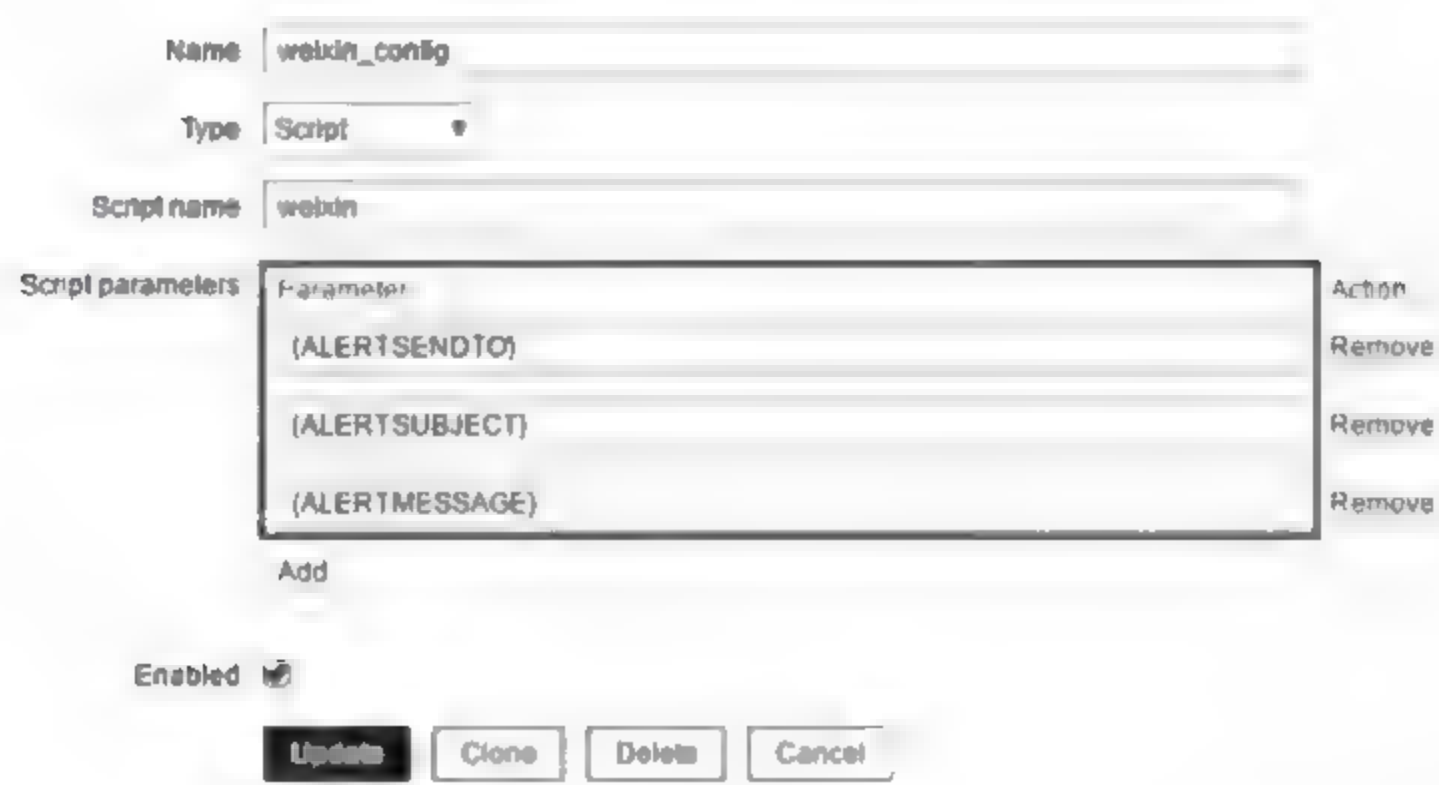 Name weixin_config
Type Script
Script name weixin
Script parameters Parameter Action
{ALERTSENDTO} Remove
{ALERTSUBJECT} Remove
{ALERTMESSAGE} Remove
Add
Enabled
Update Clone Delete Cancel